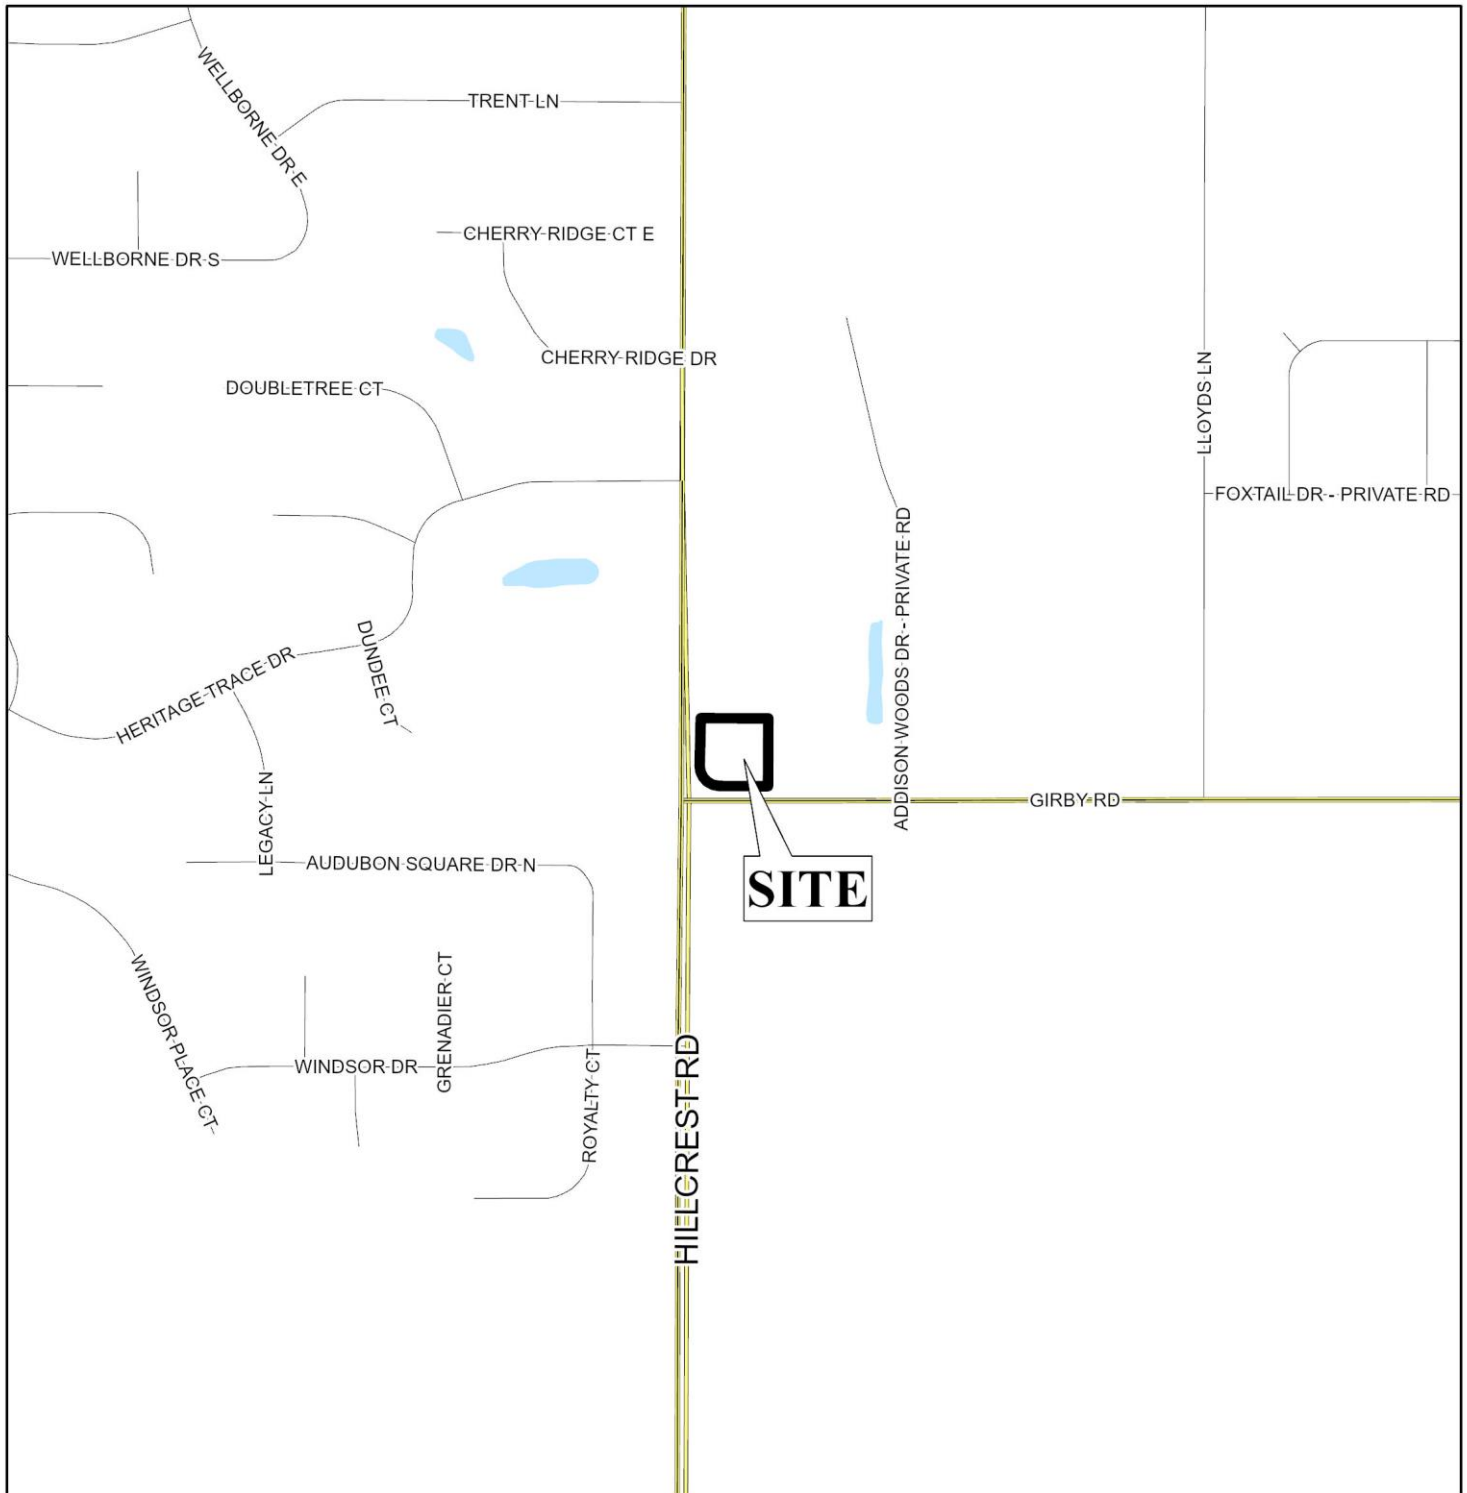 WELLBORNE DR E
TRENT LN
CHERRY RIDGE CT E
WELLBORNE DR S
CHERRY RIDGE DR
DOUBLETREE CT
LLOYDS LN
FOXTAIL DR - PRIVATE RD
ADDISON WOODS DR - PRIVATE RD
DUNDEE CT
HERITAGE TRACE DR
LEGACY LN
GIRBY RD
AUDUBON SQUARE DR N
SITE
WINDSOR PLACE CT
GRENADIER CT
WINDSOR DR
ROYALTY CT
HILLCREST RD